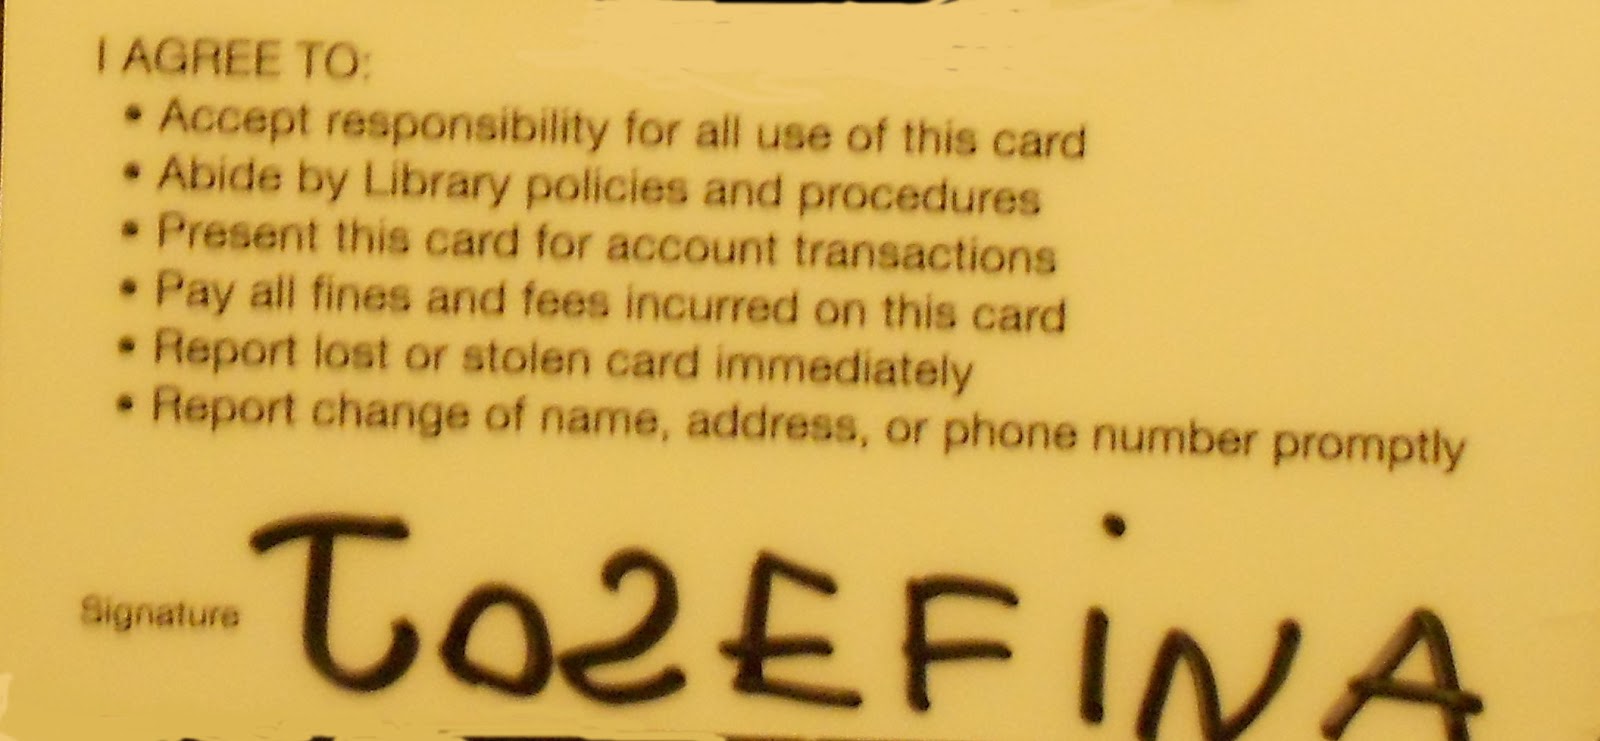 I AGREE TO:
• Accept responsibility for all use of this card
• Abide by Library policies and procedures
• Present this card for account transactions
• Pay all fines and fees incurred on this card
• Report lost or stolen card immediately
• Report change of name, address, or phone number promptly
Signature JOSEFiNA